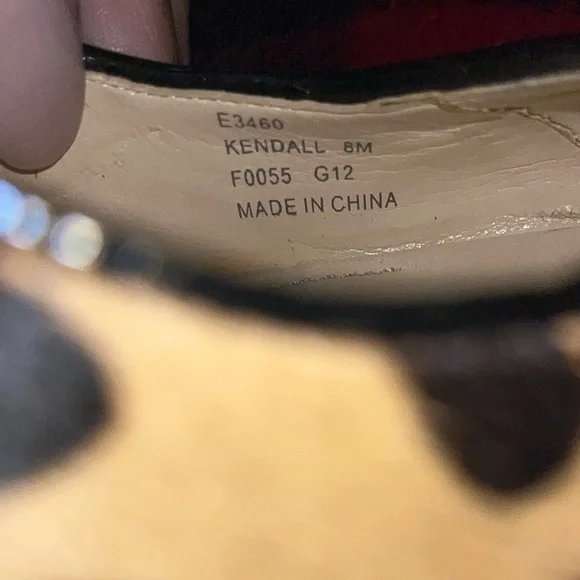 E3460
KENDALL 8M
F0055 G12
MADE IN CHINA